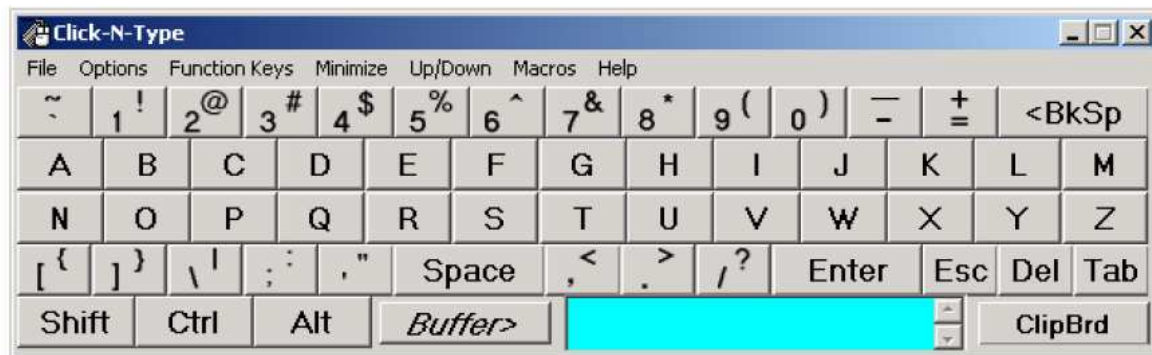 Click-N-Type
File Options Function Keys Minimize Up/Down Macros Help
~ ` 1 ! 2 @ 3 # 4 $ 5 % 6 ^ 7 & 8 * 9 ( 0 ) — - + = <BkSp
A B C D E F G H I J K L M
N O P Q R S T U V W X Y Z
[ { ] } \ | ; : ' " Space , < . > / ? Enter Esc Del Tab
Shift Ctrl Alt Buffer> ClipBrd